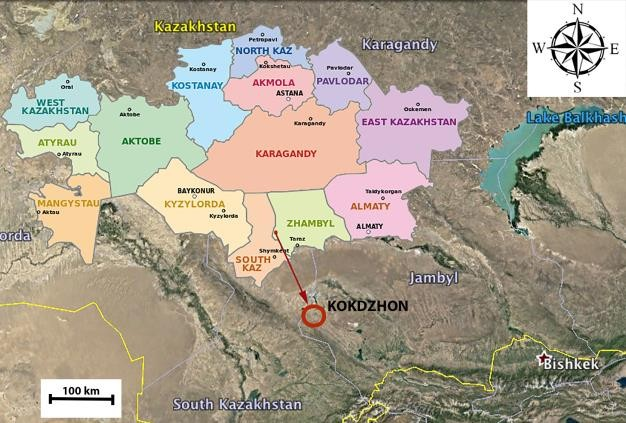 Kazakhstan
N
W
E
S
Petropavl
NORTH KAZ
Karagandy
Kostanay
Kokshetau
Pavlodar
KOSTANAY
AKMOLA
PAVLODAR
ASTANA
Oral
WEST
KAZAKHSTAN
Aktobe
Oskemen
Lake Balkhash
Karagandy
EAST KAZAKHSTAN
ATYRAU
AKTOBE
Atyrau
KARAGANDY
BAYKONUR
Taldykorgan
MANGYSTAU
KYZYLORDA
ALMATY
Aktau
Kyzylorda
ZHAMBYL
ALMATY
orda
Taraz
Shymkent
SOUTH
KAZ
Jambyl
KOKDZHON
Bishkek
100 km
South Kazakhstan